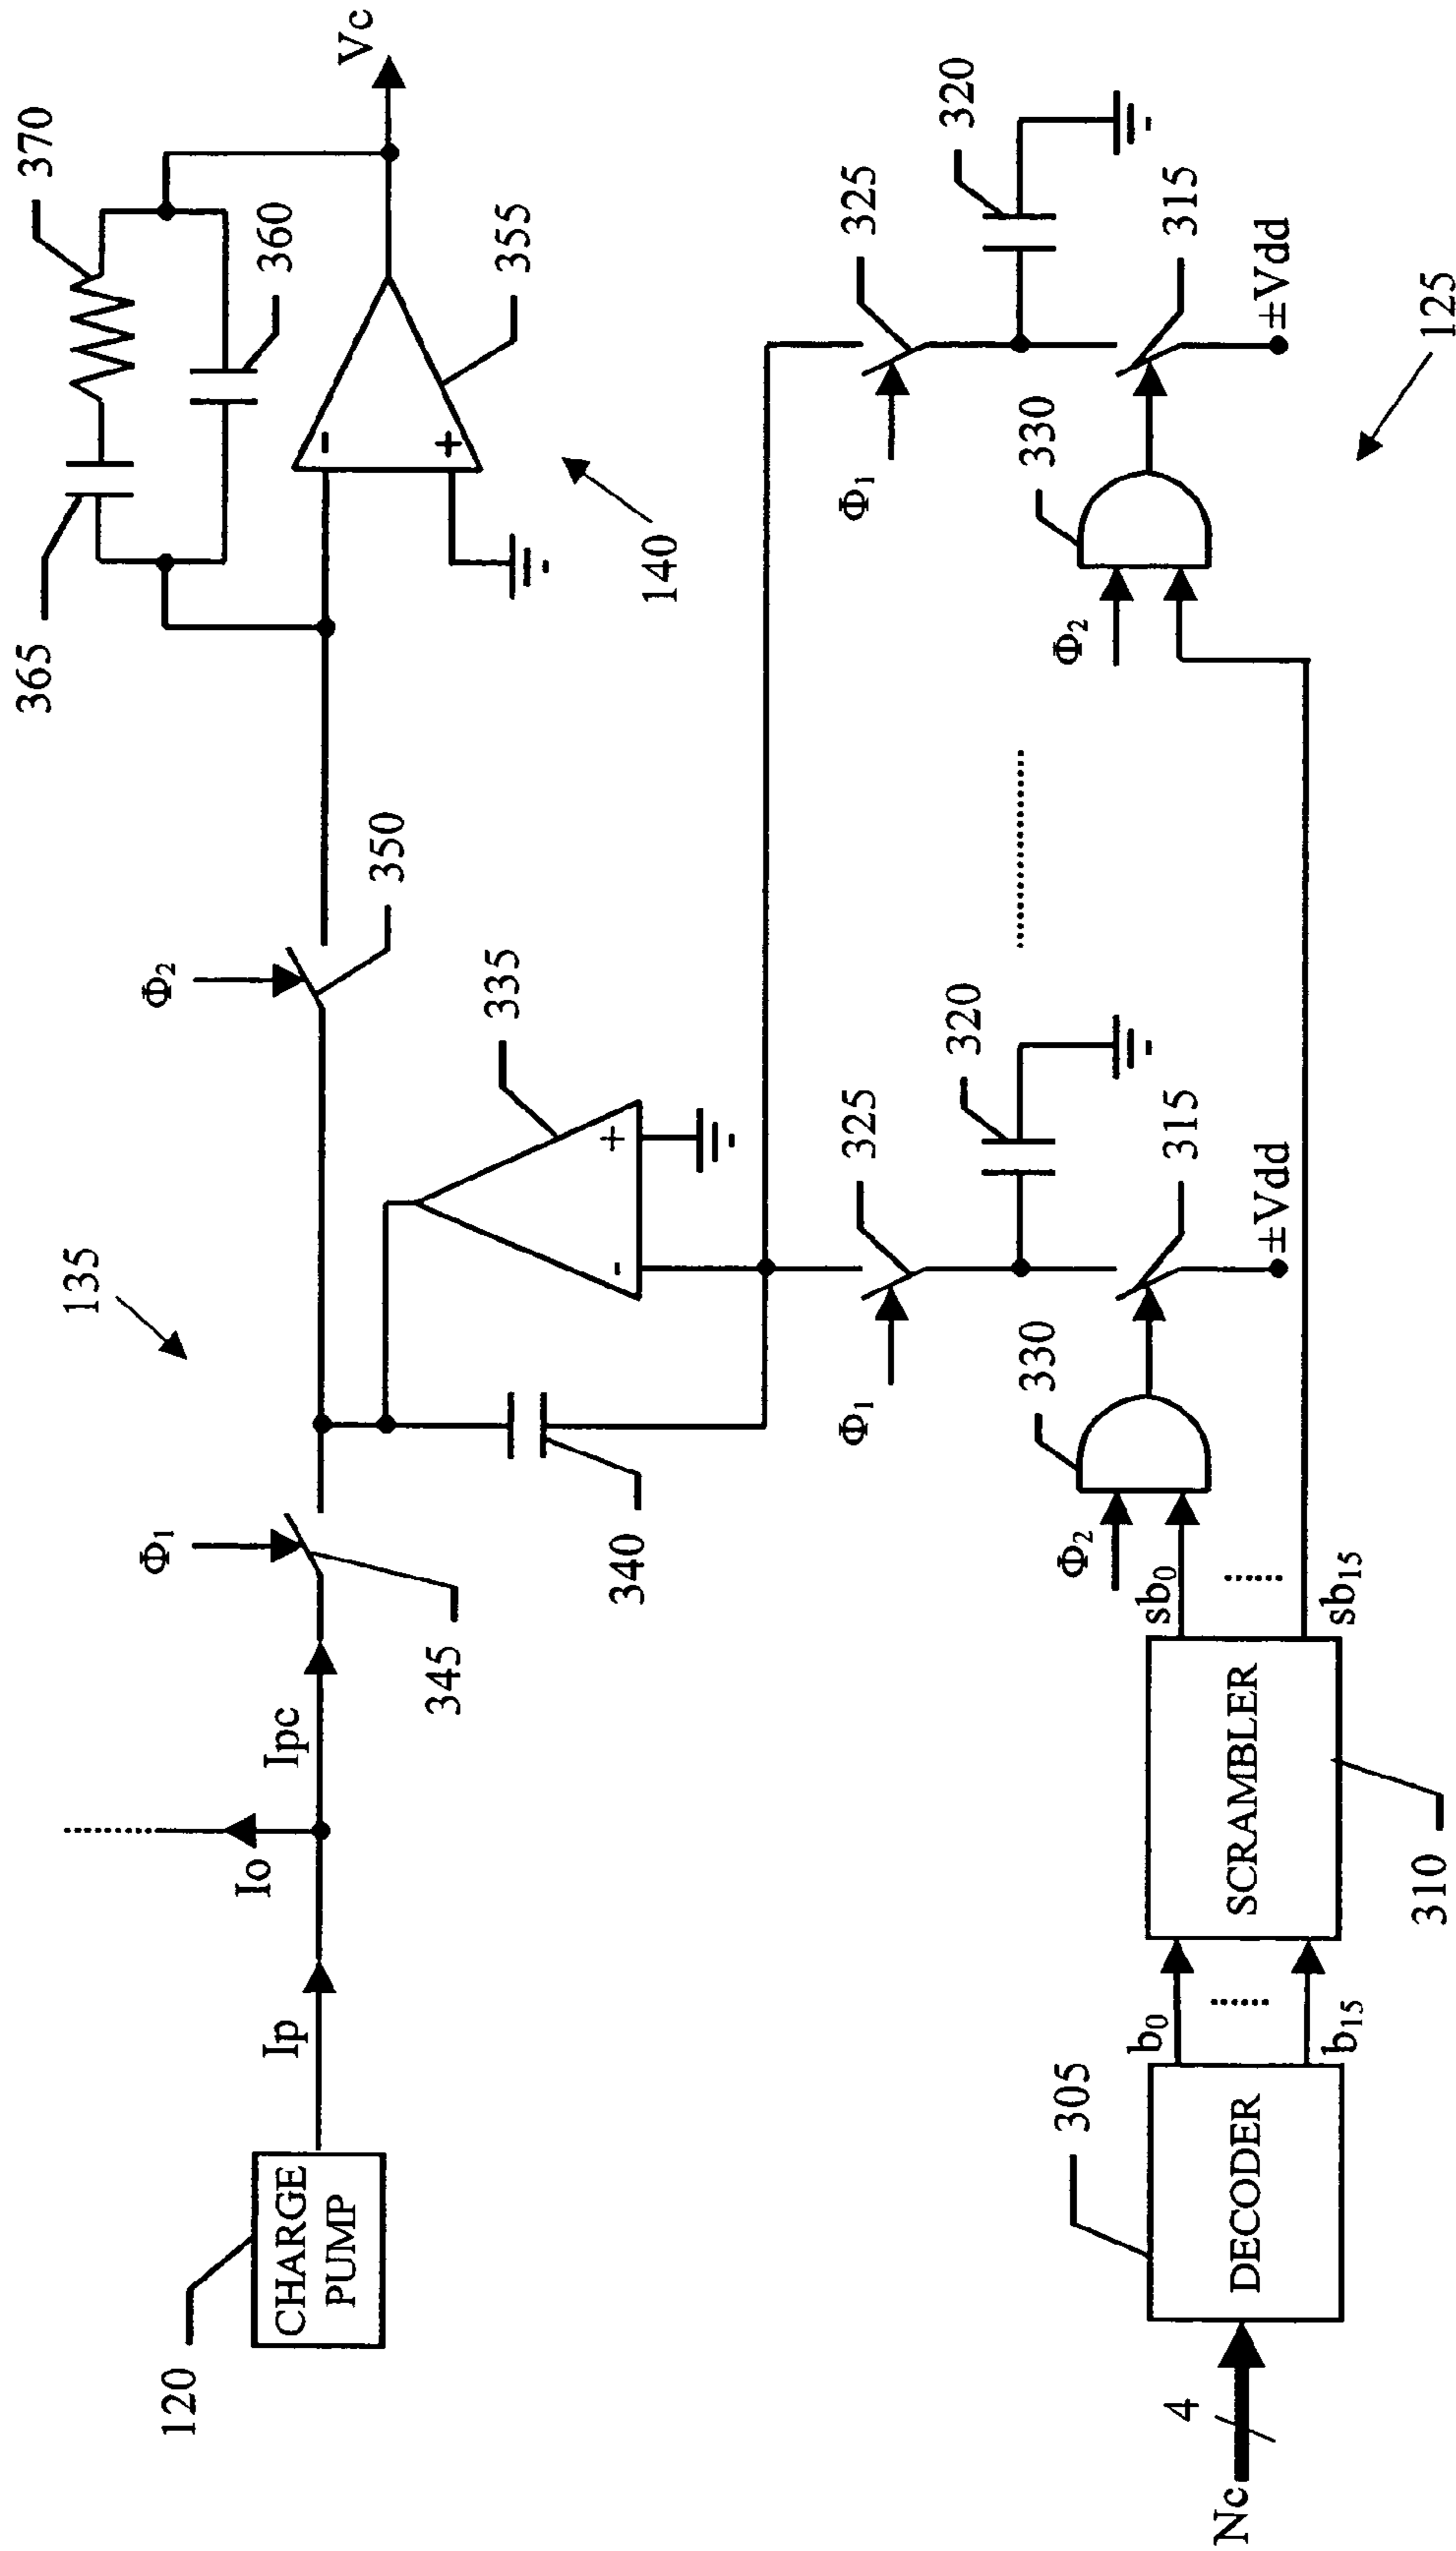 120
CHARGE
PUMP
Ip
Io
Ipc
Φ1
345
135
340
335
-
+
Φ2
350
365
370
360
-
+
355
140
Vc
Nc
4
305
DECODER
b0
b15
310
SCRAMBLER
sb0
sb15
Φ2
330
Φ1
325
320
315
±Vdd
Φ2
330
Φ1
325
320
315
±Vdd
125